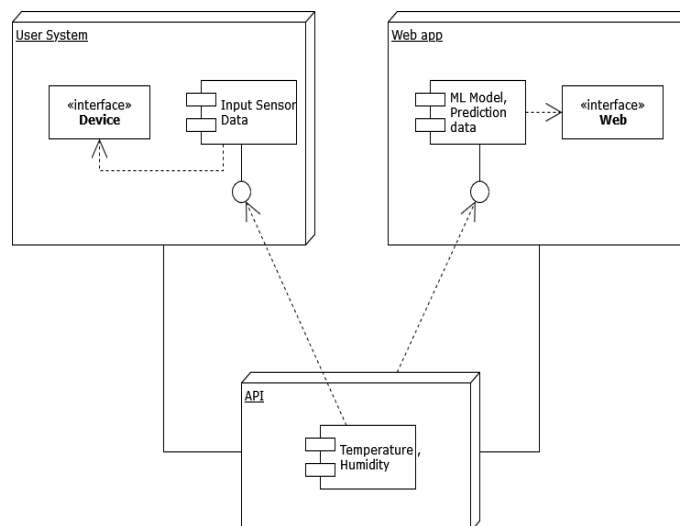 User System
«interface»
Device
Input Sensor
Data
Web app
ML Model,
Prediction
data
«interface»
Web
API
Temperature ,
Humidity